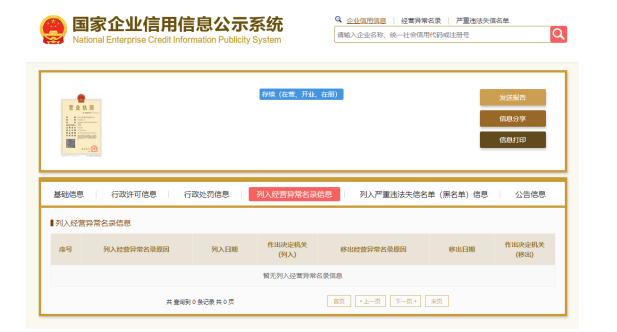 国家企业信用信息公示系统
National Enterprise Credit Information Publicity System
企业信用信息 | 经营异常名录 | 严重违法失信名单
请输入企业名称、统一社会信用代码或注册号
营业执照
存续（在营、开业、在册）
发送报告
信息分享
信息打印
基础信息 | 行政许可信息 | 行政处罚信息 | 列入经营异常名录信息 | 列入严重违法失信名单（黑名单）信息 | 公告信息
列入经营异常名录信息
序号 列入经营异常名录原因 列入日期 作出决定机关(列入) 移出经营异常名录原因 移出日期 作出决定机关(移出)
暂无列入经营异常名录信息
共 查询到 0 条记录 共 0 页 首页 上一页 下一页 末页